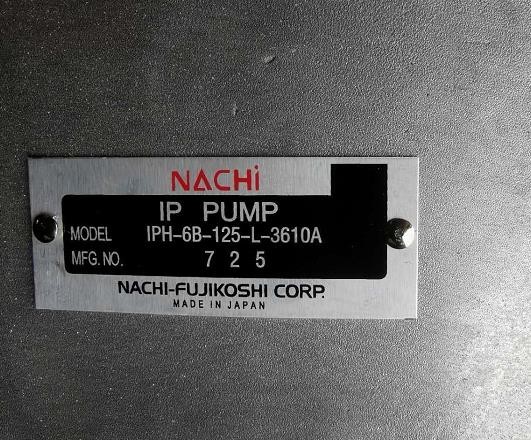 NACHi
IP PUMP
MODEL IPH-6B-125-L-3610A
MFG. NO. 7 2 5
NACHI-FUJIKOSHI CORP.
MADE IN JAPAN